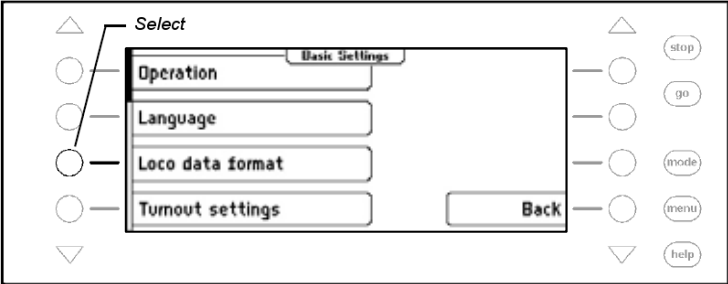 Select
Basic Settings
Operation
Language
Loco data format
Turnout settings
Back
stop
go
mode
menu
help